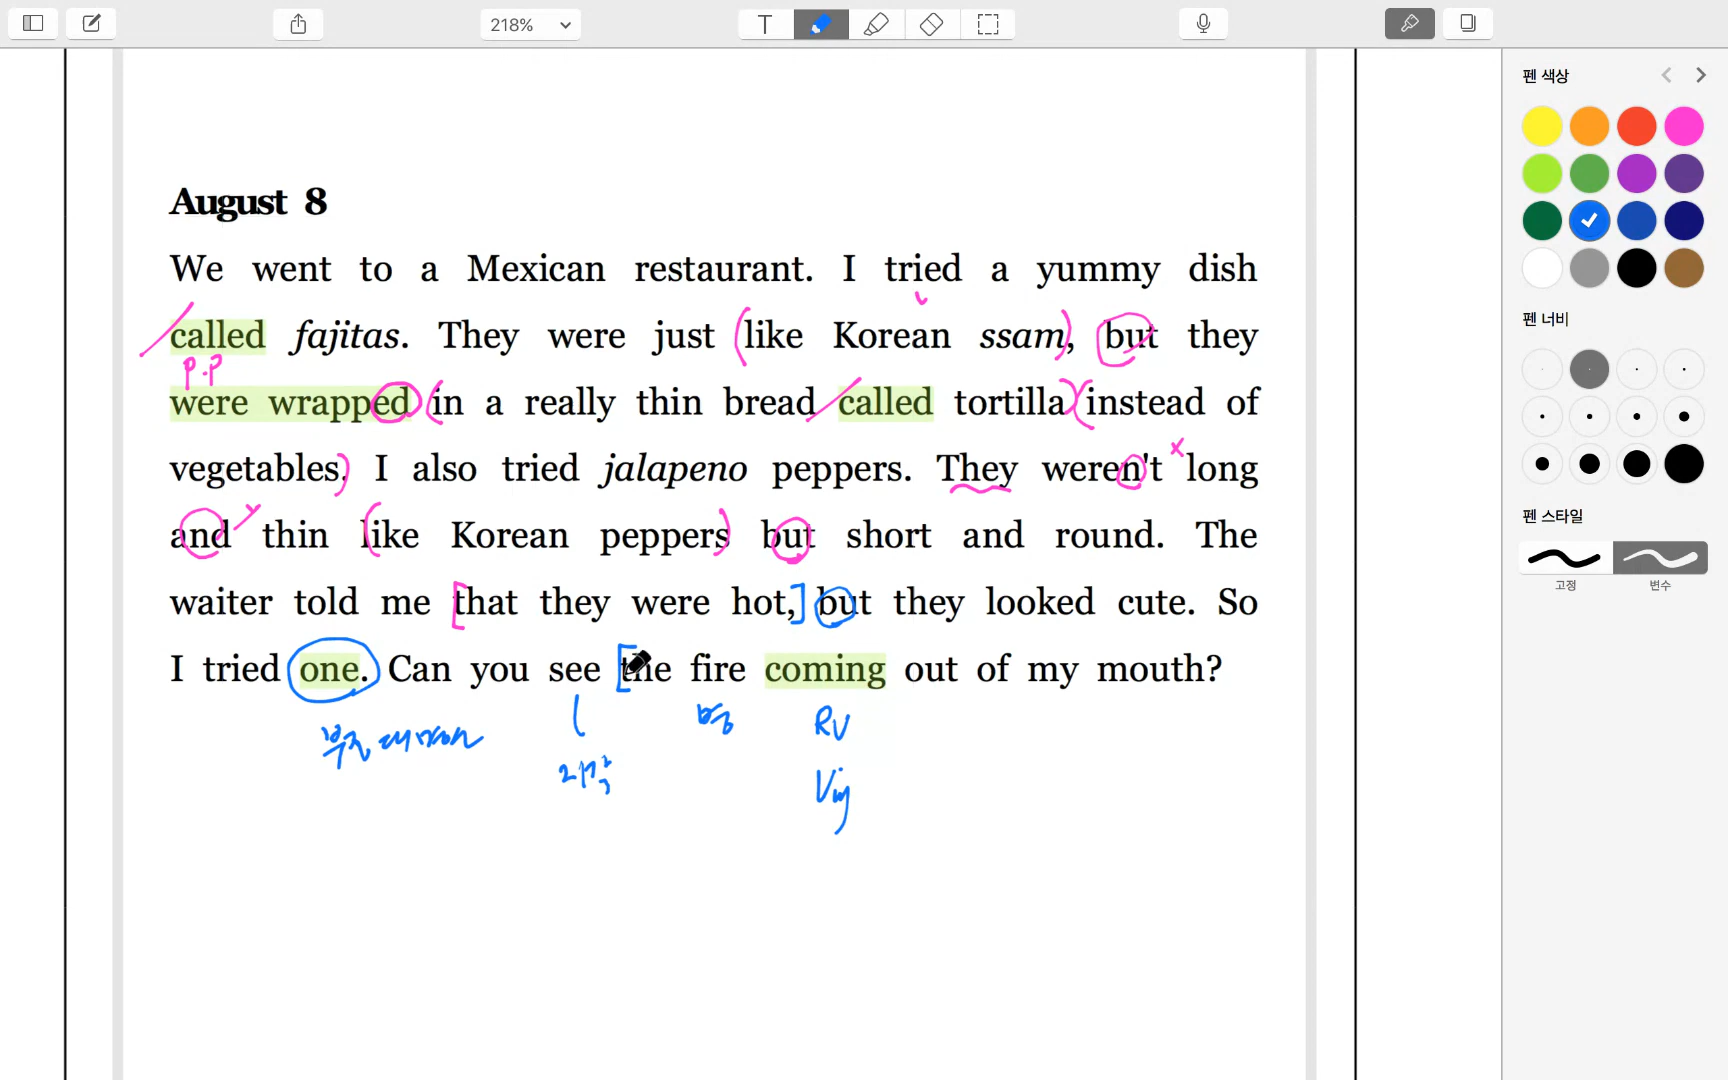 218%
T
펜 색상
August 8
We went to a Mexican restaurant. I tried a yummy dish
called fajitas. They were just (like Korean ssam), but they
p.p
were wrapped (in a really thin bread called tortilla)(instead of
vegetables.) I also tried jalapeno peppers. They weren't long
and thin (like Korean peppers) but short and round. The
waiter told me [that they were hot,] but they looked cute. So
I tried one. Can you see [the fire coming out of my mouth?
RV
Ving
펜 너비
펜 스타일
고정 변수